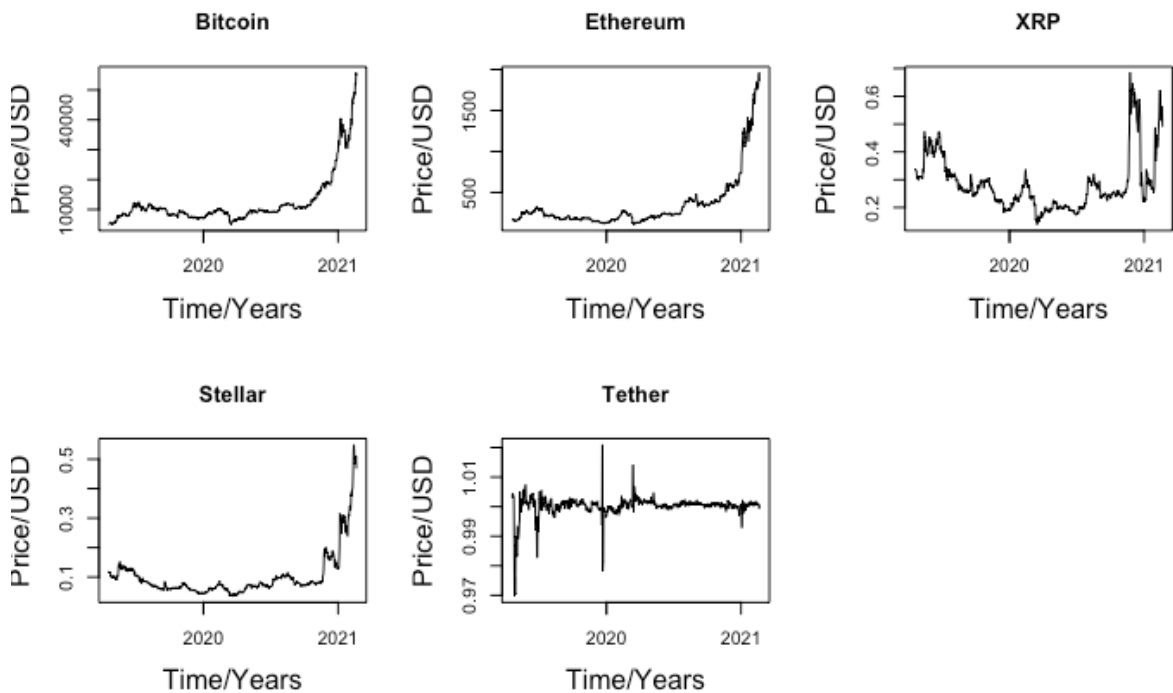 Bitcoin
Price/USD
10000 40000
2020 2021
Time/Years
Ethereum
Price/USD
500 1500
2020 2021
Time/Years
XRP
Price/USD
0.2 0.4 0.6
2020 2021
Time/Years
Stellar
Price/USD
0.1 0.3 0.5
2020 2021
Time/Years
Tether
Price/USD
0.97 0.99 1.01
2020 2021
Time/Years